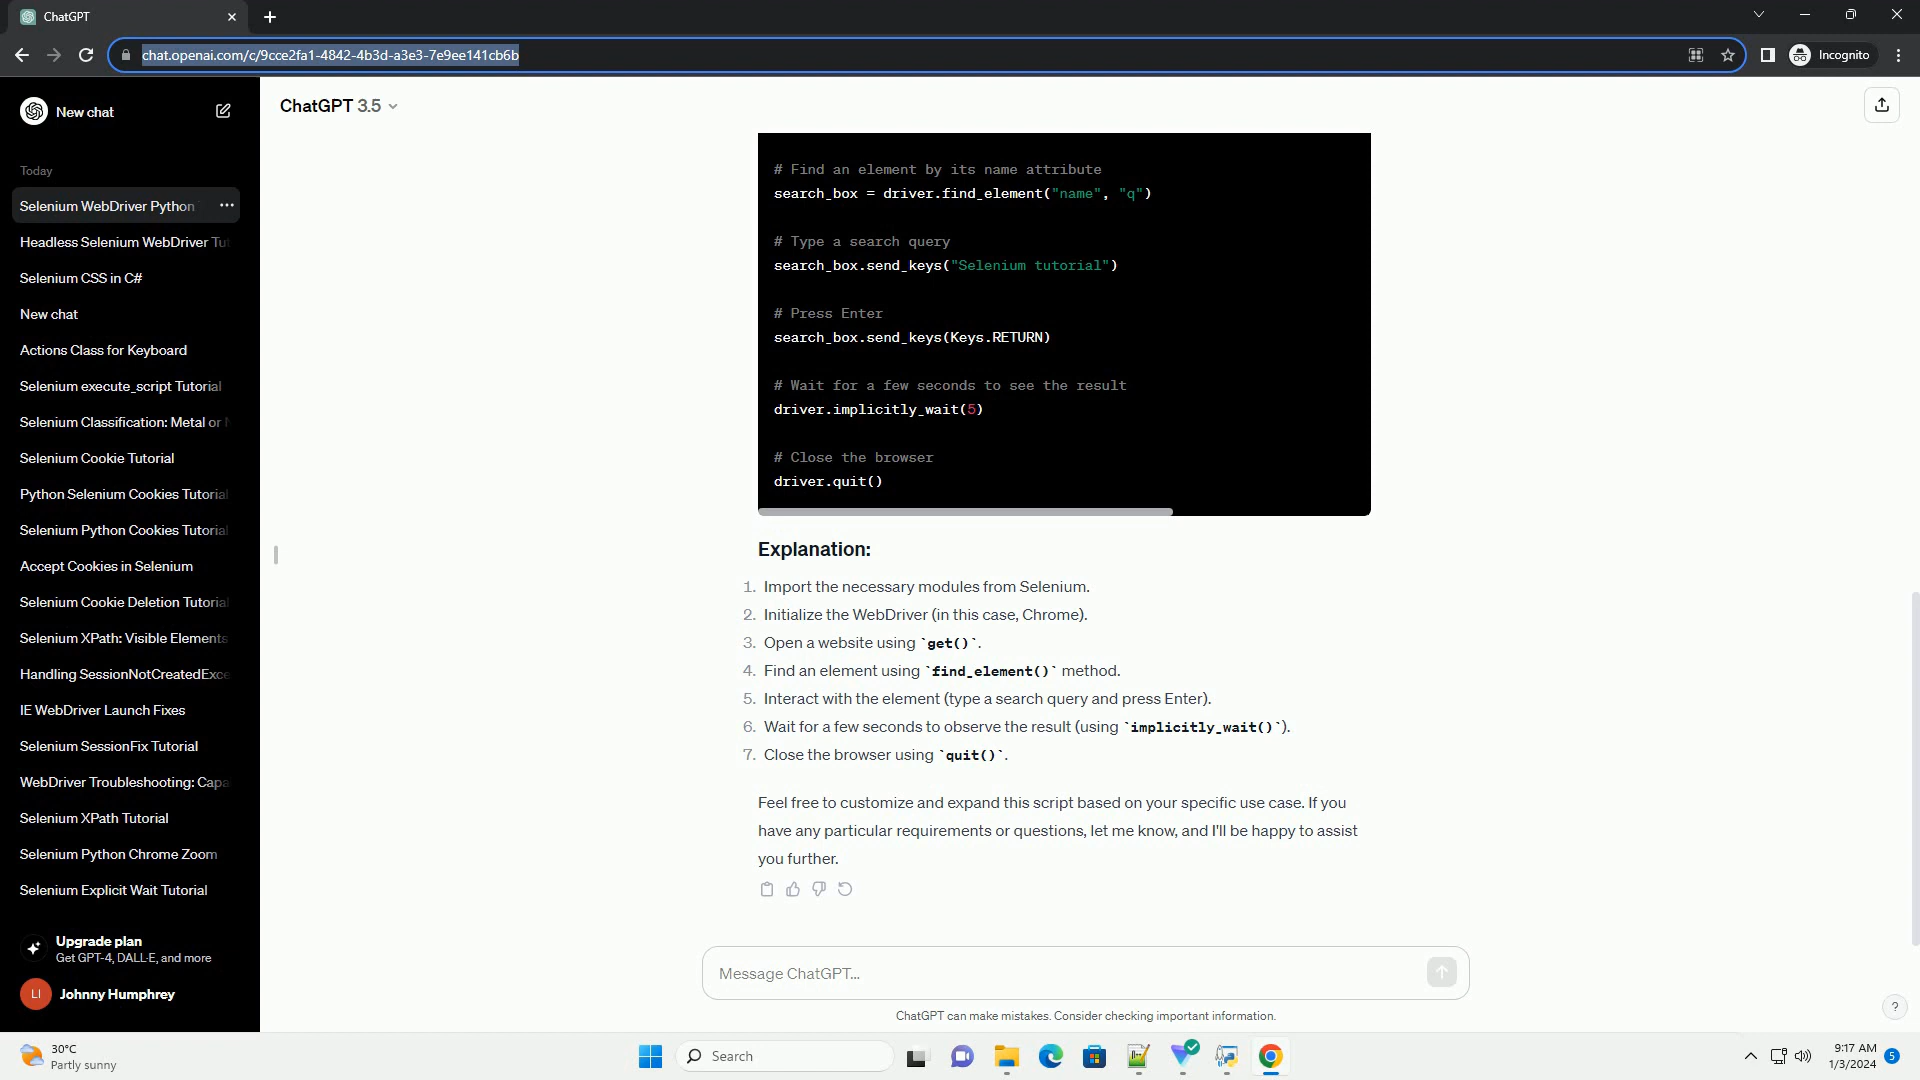 ChatGPT
chat.openai.com/c/9cce2fa1-4842-4b3d-a3e3-7e9ee141cb6b
Incognito
New chat
ChatGPT 3.5
Today
Selenium WebDriver Python
Headless Selenium WebDriver Tut
Selenium CSS in C#
New chat
Actions Class for Keyboard
Selenium execute_script Tutorial
Selenium Classification: Metal or N
Selenium Cookie Tutorial
Python Selenium Cookies Tutorial
Selenium Python Cookies Tutorial
Accept Cookies in Selenium
Selenium Cookie Deletion Tutorial
Selenium XPath: Visible Elements
Handling SessionNotCreatedExce
IE WebDriver Launch Fixes
Selenium SessionFix Tutorial
WebDriver Troubleshooting: Capa
Selenium XPath Tutorial
Selenium Python Chrome Zoom
Selenium Explicit Wait Tutorial
Upgrade plan
Get GPT-4, DALL·E, and more
LI
Johnny Humphrey
# Find an element by its name attribute
search_box = driver.find_element("name", "q")
# Type a search query
search_box.send_keys("Selenium tutorial")
# Press Enter
search_box.send_keys(Keys.RETURN)
# Wait for a few seconds to see the result
driver.implicitly_wait(5)
# Close the browser
driver.quit()
Explanation:
1. Import the necessary modules from Selenium.
2. Initialize the WebDriver (in this case, Chrome).
3. Open a website using `get()`.
4. Find an element using `find_element()` method.
5. Interact with the element (type a search query and press Enter).
6. Wait for a few seconds to observe the result (using `implicitly_wait()`).
7. Close the browser using `quit()`.
Feel free to customize and expand this script based on your specific use case. If you
have any particular requirements or questions, let me know, and I'll be happy to assist
you further.
Message ChatGPT...
ChatGPT can make mistakes. Consider checking important information.
?
30°C
Partly sunny
Search
9:17 AM
1/3/2024
5